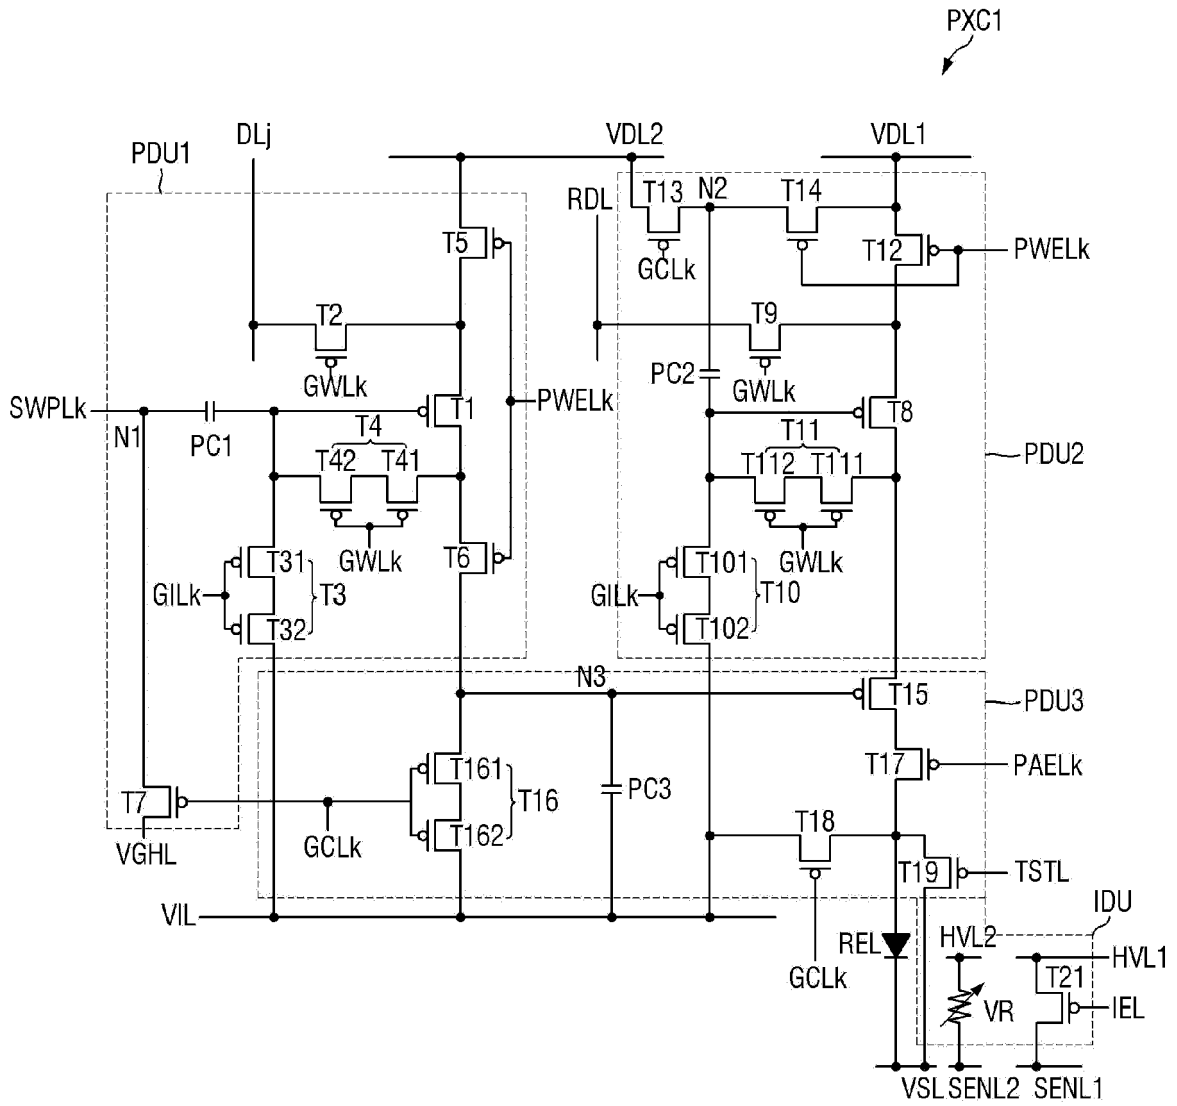 PXC1
DLj
VDL2
VDL1
PDU1
T13
N2
T14
RDL
T5
T12
PWELk
GCLk
T2
T9
GWLk
PC2
GWLk
SWPLk
T1
PWELk
T8
N1
PC1
T4
T11
T42
T41
T112
T111
PDU2
GWLk
T6
GWLk
T31
T101
GILk
T3
GILk
T10
T32
T102
N3
T15
PDU3
T161
T17
PAELk
T7
T16
PC3
T162
T18
VGHL
GCLk
T19
TSTL
VIL
IDU
REL
HVL2
HVL1
GCLk
T21
VR
IEL
VSL
SENL2
SENL1